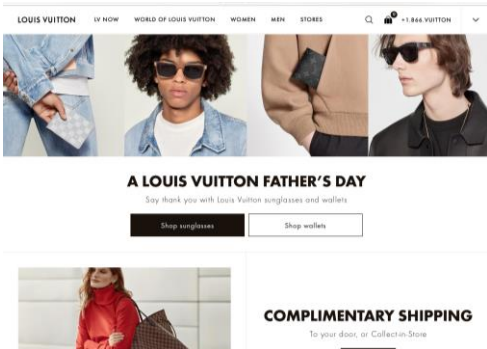 LOUIS VUITTON LV NOW WORLD OF LOUIS VUITTON WOMEN MEN STORES 0 +1.866.VUITTON
A LOUIS VUITTON FATHER'S DAY
Say thank you with Louis Vuitton sunglasses and wallets
Shop sunglasses Shop wallets
COMPLIMENTARY SHIPPING
To your door, or Collect-in-Store